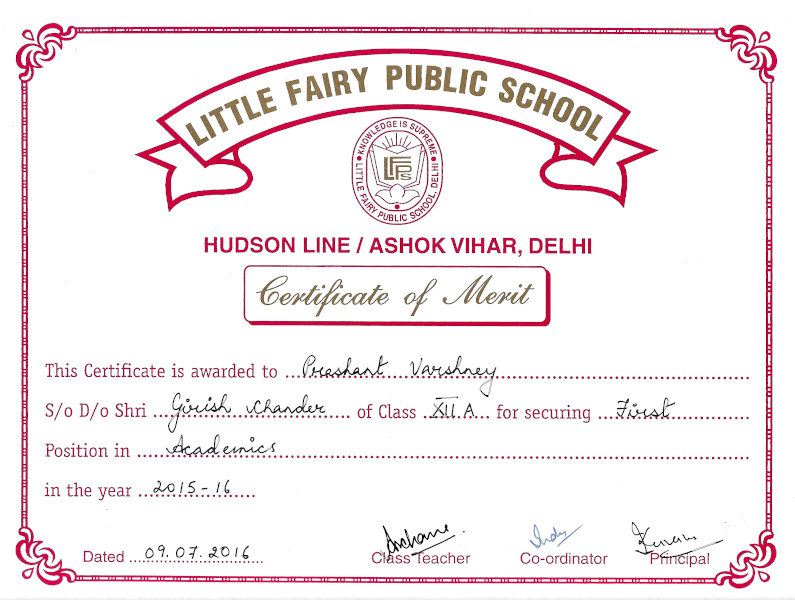 LITTLE FAIRY PUBLIC SCHOOL
KNOWLEDGE IS SUPREME
LFPS
LITTLE FAIRY PUBLIC SCHOOL, DELHI
HUDSON LINE / ASHOK VIHAR, DELHI
Certificate of Merit
This Certificate is awarded to Prashant Varshney
S/o D/o Shri Girish Chander of Class XII A for securing First
Position in Academics
in the year 2015-16
Dated 09.07.2016 Class Teacher Co-ordinator Principal